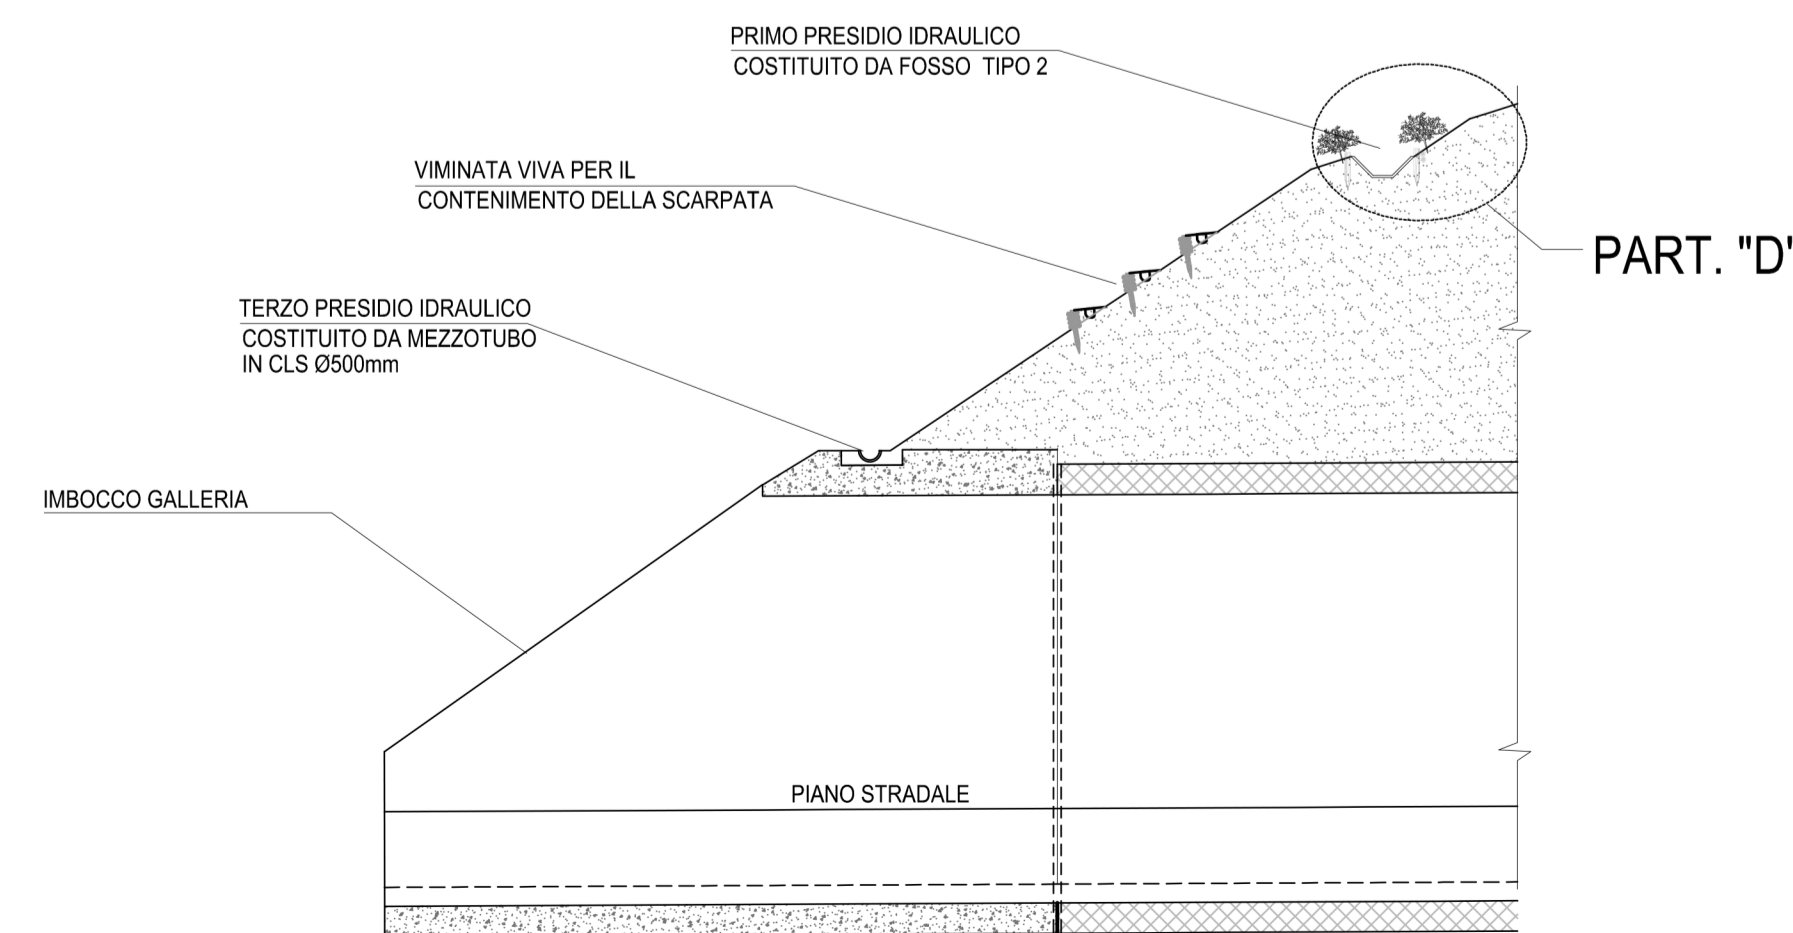 PRIMO PRESIDIO IDRAULICO
COSTITUITO DA FOSSO TIPO 2
VIMINATA VIVA PER IL
CONTENIMENTO DELLA SCARPATA
PART. "D'
TERZO PRESIDIO IDRAULICO
COSTITUITO DA MEZZOTUBO
IN CLS Ø500mm
IMBOCCO GALLERIA
PIANO STRADALE